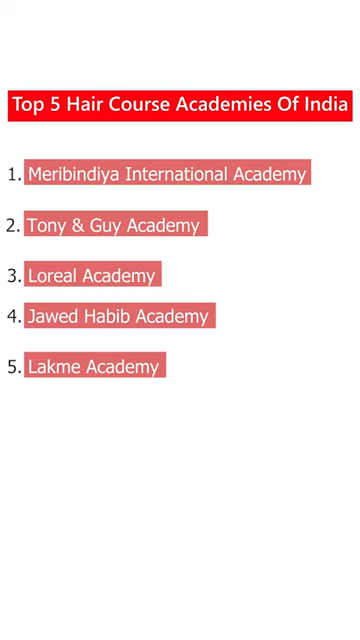 Top 5 Hair Course Academies Of India
1. Meribindiya International Academy
2. Tony & Guy Academy
3. Loreal Academy
4. Jawed Habib Academy
5. Lakme Academy